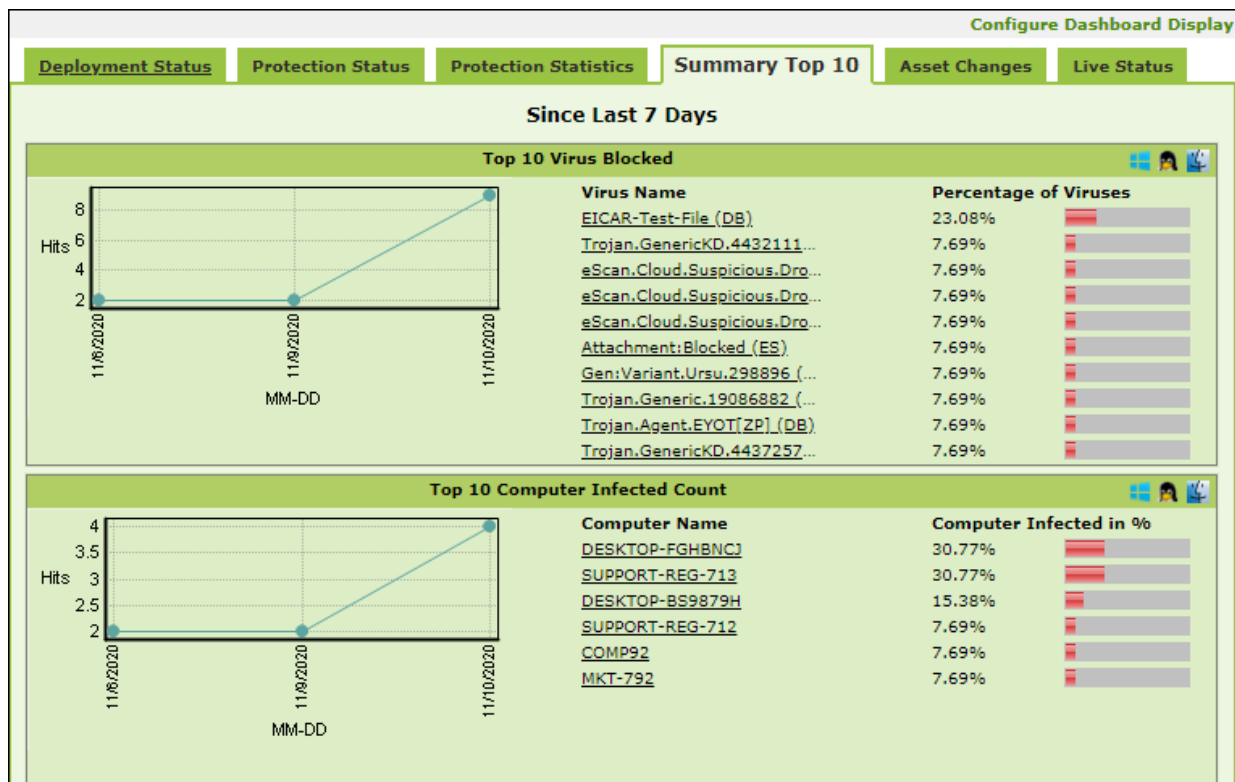 Configure Dashboard Display
Deployment Status Protection Status Protection Statistics Summary Top 10 Asset Changes Live Status
Since Last 7 Days
Top 10 Virus Blocked
8
Hits 6
4
2
11/6/2020 11/9/2020 11/10/2020
MM-DD
Virus Name Percentage of Viruses
EICAR-Test-File (DB) 23.08%
Trojan.GenericKD.4432111... 7.69%
eScan.Cloud.Suspicious.Dro... 7.69%
eScan.Cloud.Suspicious.Dro... 7.69%
eScan.Cloud.Suspicious.Dro... 7.69%
Attachment:Blocked (ES) 7.69%
Gen:Variant.Ursu.298896 (... 7.69%
Trojan.Generic.19086882 (... 7.69%
Trojan.Agent.EYOT[ZP] (DB) 7.69%
Trojan.GenericKD.4437257... 7.69%
Top 10 Computer Infected Count
4
3.5
Hits 3
2.5
2
11/6/2020 11/9/2020 11/10/2020
MM-DD
Computer Name Computer Infected in %
DESKTOP-FGHBNCJ 30.77%
SUPPORT-REG-713 30.77%
DESKTOP-BS9879H 15.38%
SUPPORT-REG-712 7.69%
COMP92 7.69%
MKT-792 7.69%